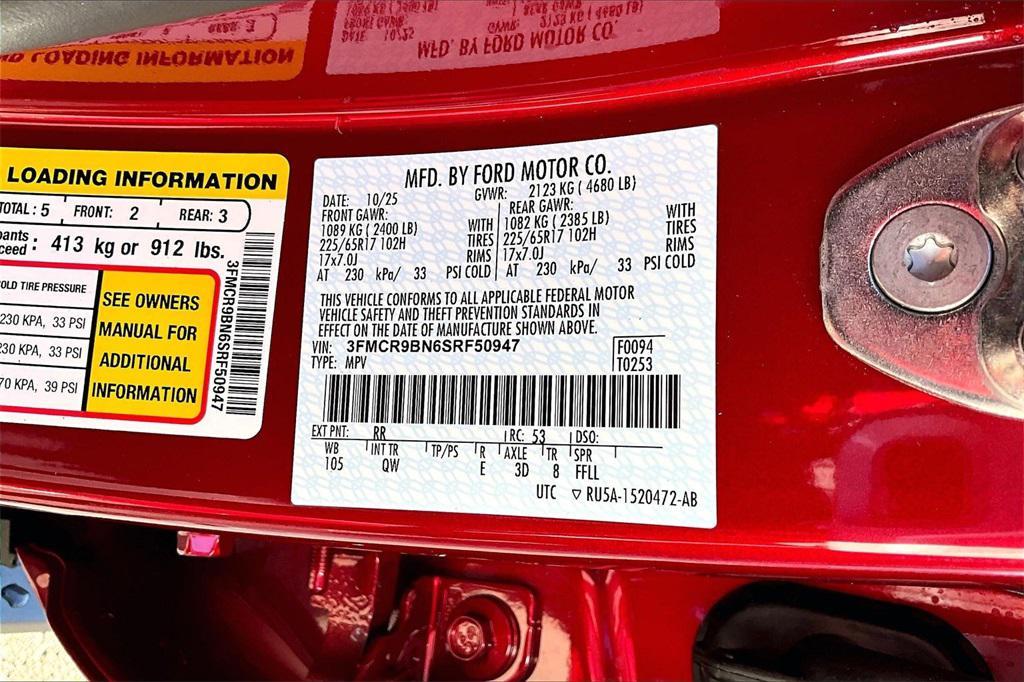 MFD. BY FORD MOTOR CO.
LOADING INFORMATION
TOTAL: 5 FRONT: 2 REAR: 3
413 kg or 912 lbs.
TIRE PRESSURE
230 KPA, 33 PSI
33 PSI
KPA, 39 PSI
SEE OWNERS
MANUAL FOR
ADDITIONAL
INFORMATION
3FMCR9BN6SRF50947
MFD. BY FORD MOTOR CO.
DATE: 10/25 GVWR: 2123 KG ( 4680 LB)
FRONT GAWR: REAR GAWR:
1089 KG ( 2400 LB) WITH 1082 KG ( 2385 LB) WITH
225/65R17 102H TIRES 225/65R17 102H TIRES
17x7.0J RIMS 17x7.0J RIMS
AT 230 kPa/ 33 PSI COLD AT 230 kPa/ 33 PSI COLD
THIS VEHICLE CONFORMS TO ALL APPLICABLE FEDERAL MOTOR
VEHICLE SAFETY AND THEFT PREVENTION STANDARDS IN
EFFECT ON THE DATE OF MANUFACTURE SHOWN ABOVE.
VIN: 3FMCR9BN6SRF50947 F0094
TYPE: MPV T0253
EXT PNT: RR RC: 53 DSO:
WB INT TR TP/PS R AXLE TR SPR
105 QW E 3D 8 FFLL
UTC ▽ RU5A-1520472-AB